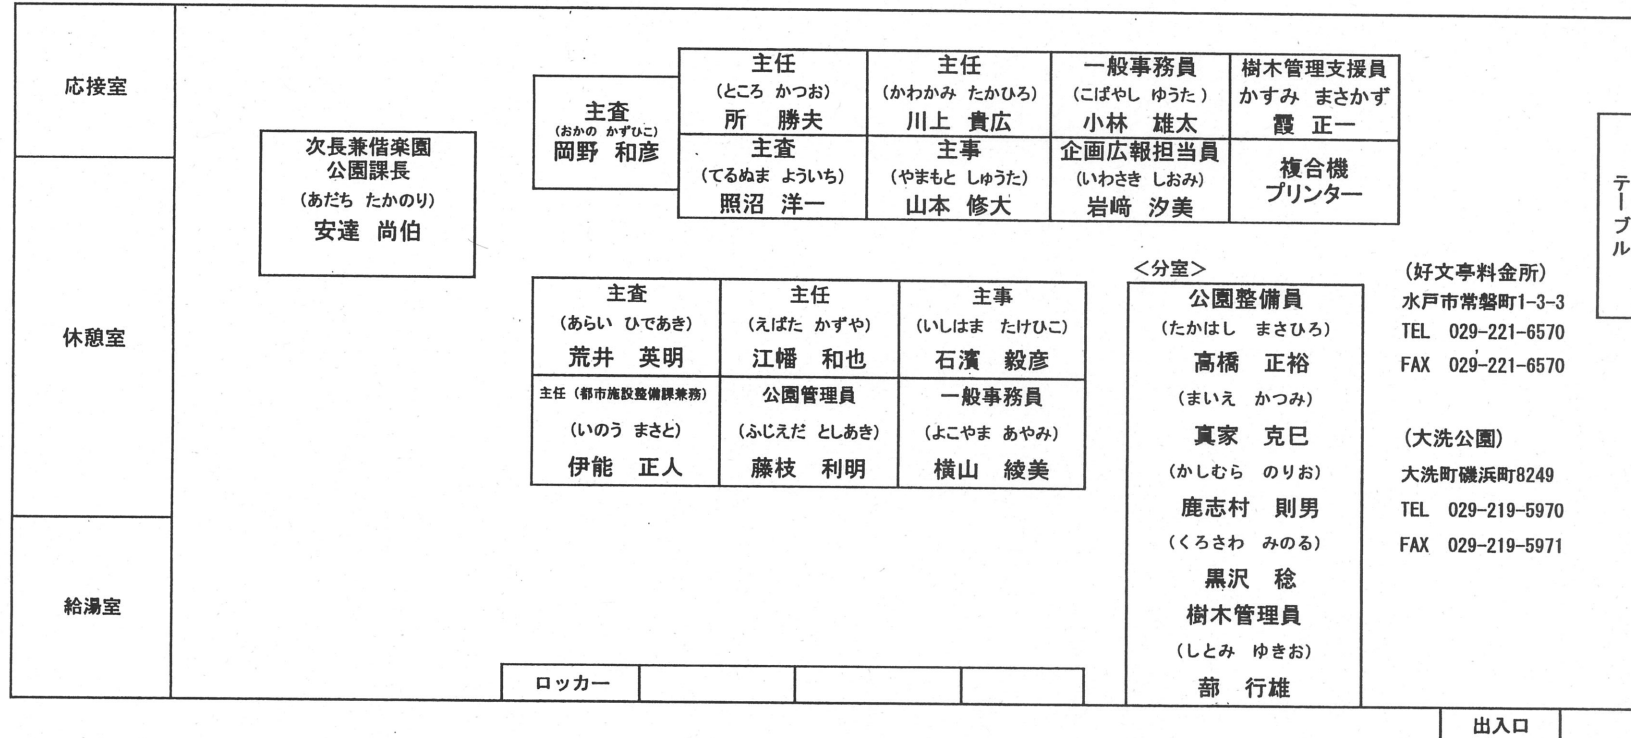 応接室
休憩室
給湯室
次長兼偕楽園
公園課長
(あだち たかのり)
安達 尚伯
主査
(おかの かずひこ)
岡野 和彦
主任
(ところ かつお)
所 勝夫
主任
(かわかみ たかひろ)
川上 貴広
一般事務員
(こばやし ゆうた)
小林 雄太
樹木管理支援員
かすみ まさかず
霞 正一
主査
(てるぬま よういち)
照沼 洋一
主事
(やまもと しゅうた)
山本 修大
企画広報担当員
(いわさき しおみ)
岩﨑 汐美
複合機
プリンター
テーブル
主査
(あらい ひであき)
荒井 英明
主任
(えばた かずや)
江幡 和也
主事
(いしはま たけひこ)
石濱 毅彦
主任(都市施設整備課兼務)
(いのう まさと)
伊能 正人
公園管理員
(ふじえだ としあき)
藤枝 利明
一般事務員
(よこやま あやみ)
横山 綾美
<分室>
公園整備員
(たかはし まさひろ)
高橋 正裕
(まいえ かつみ)
真家 克巳
(かしむら のりお)
鹿志村 則男
(くろさわ みのる)
黒沢 稔
樹木管理員
(しとみ ゆきお)
蔀 行雄
(好文亭料金所)
水戸市常磐町1-3-3
TEL 029-221-6570
FAX 029-221-6570
(大洗公園)
大洗町磯浜町8249
TEL 029-219-5970
FAX 029-219-5971
ロッカー
出入口